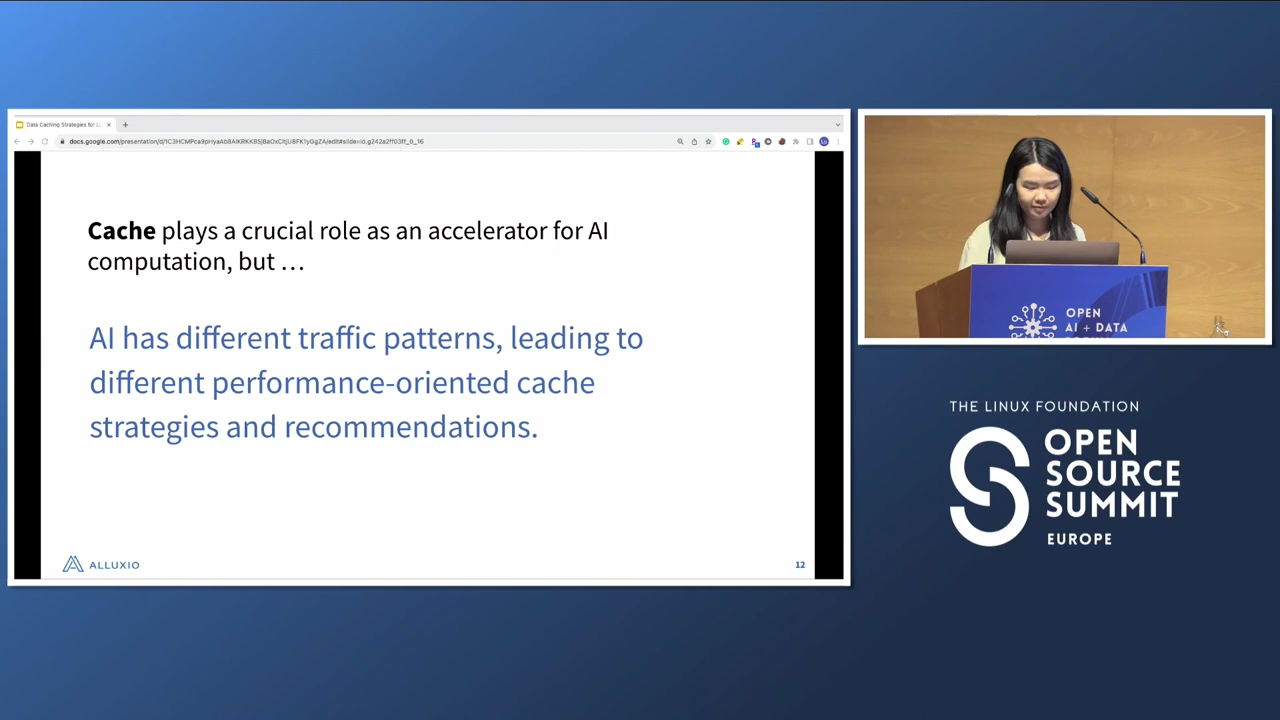 Data Caching Strategies for L
Cache plays a crucial role as an accelerator for AI
computation, but …
AI has different traffic patterns, leading to
different performance-oriented cache
strategies and recommendations.
ALLUXIO
12
OPEN
AI + DATA
THE LINUX FOUNDATION
OPEN
SOURCE
SUMMIT
EUROPE